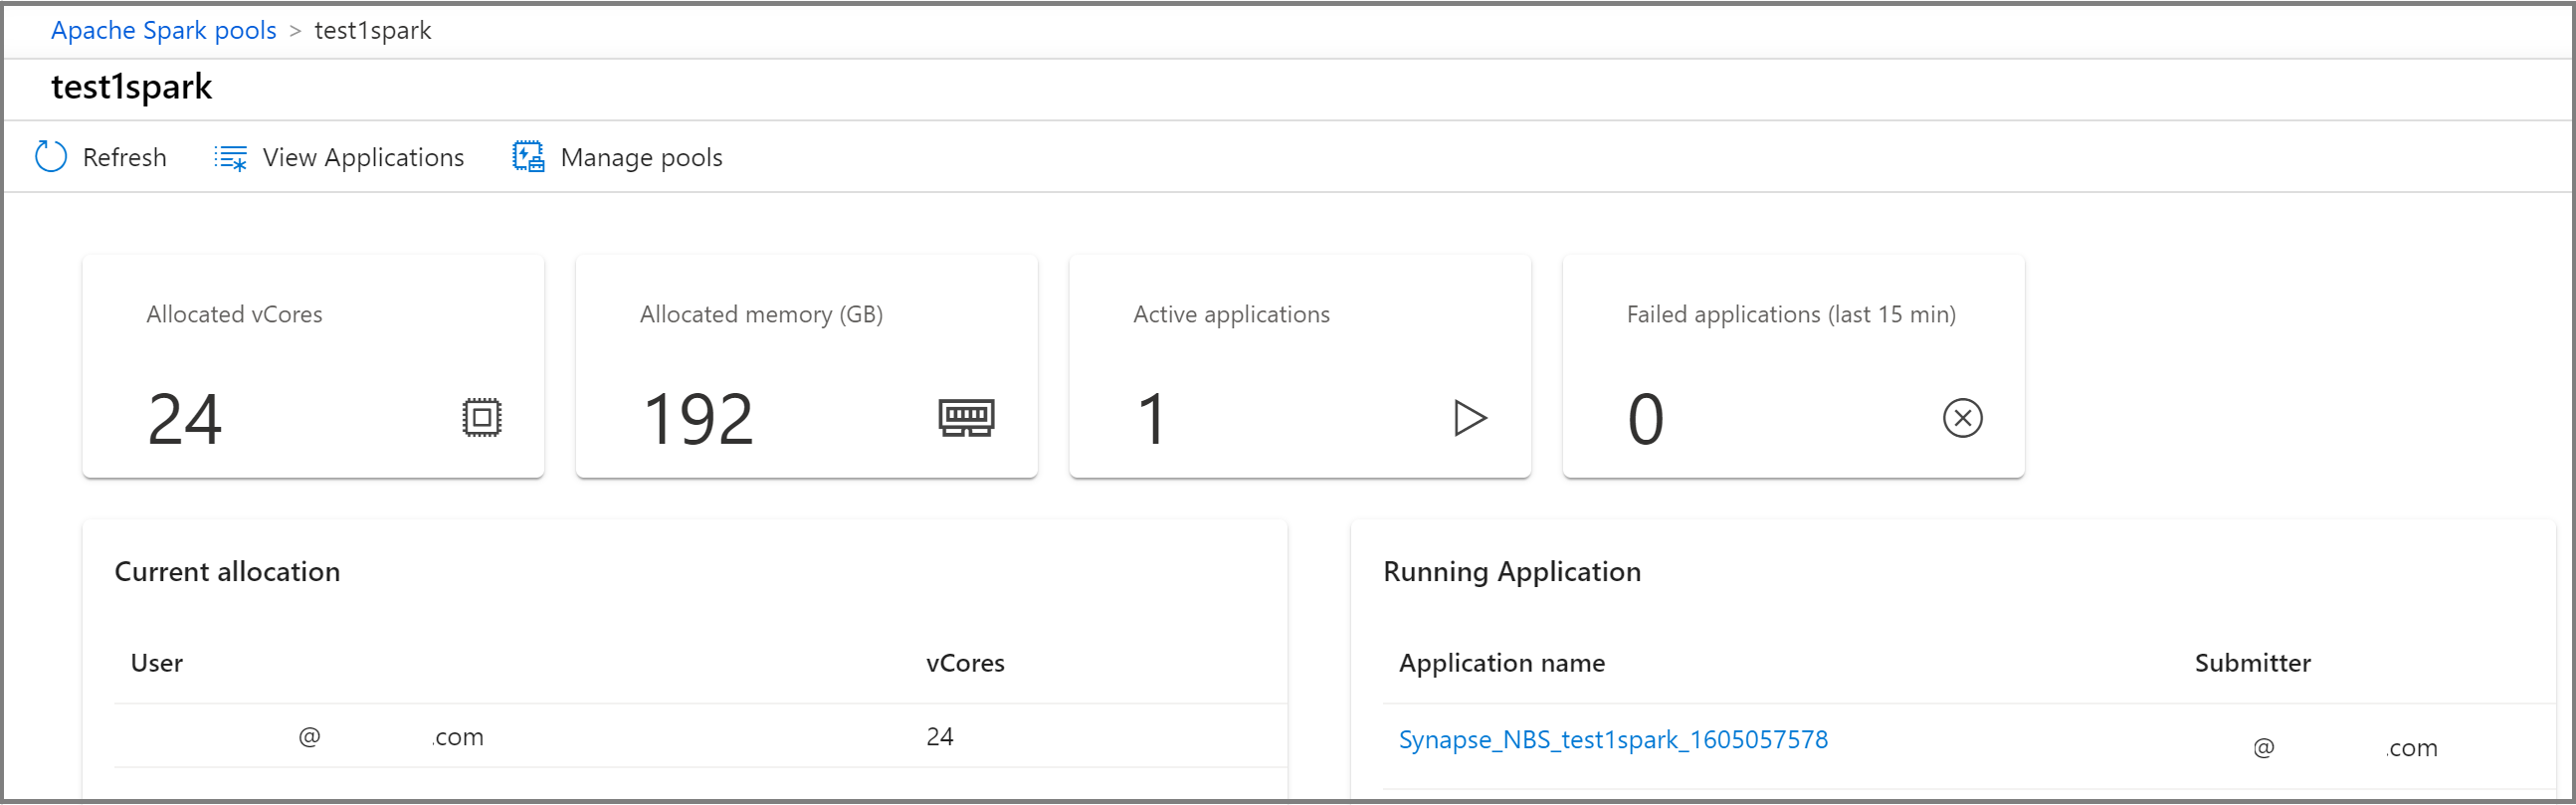 Apache Spark pools > test1spark
test1spark
Refresh View Applications Manage pools
Allocated vCores
24
Allocated memory (GB)
192
Active applications
1
Failed applications (last 15 min)
0
Current allocation
User vCores
@ .com 24
Running Application
Application name Submitter
Synapse_NBS_test1spark_1605057578 @ .com